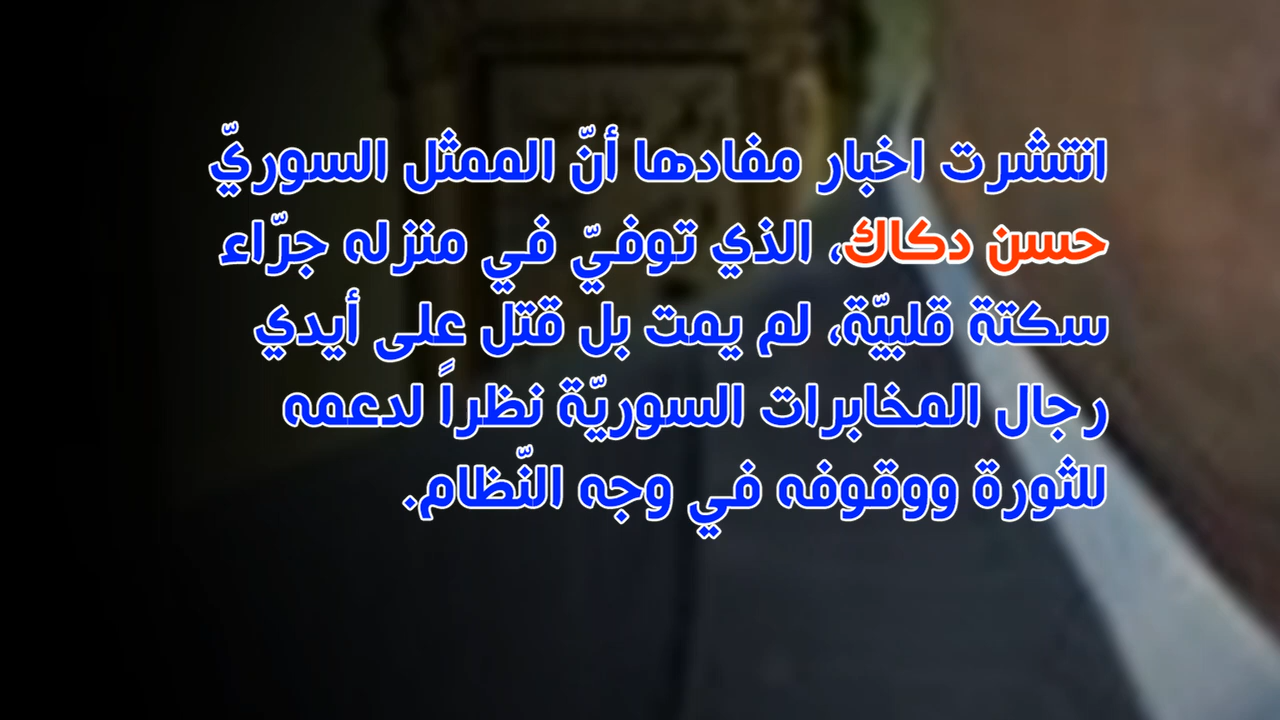 انتشرت اخبار مفادها أنّ الممثل السوريّ
حسن دكاك، الذي توفيّ في منزله جرّاء
سكتة قلبيّة، لم يمت بل قتل على أيدي
رجال المخابرات السوريّة نظراً لدعمه
للثورة ووقوفه في وجه النّظام.